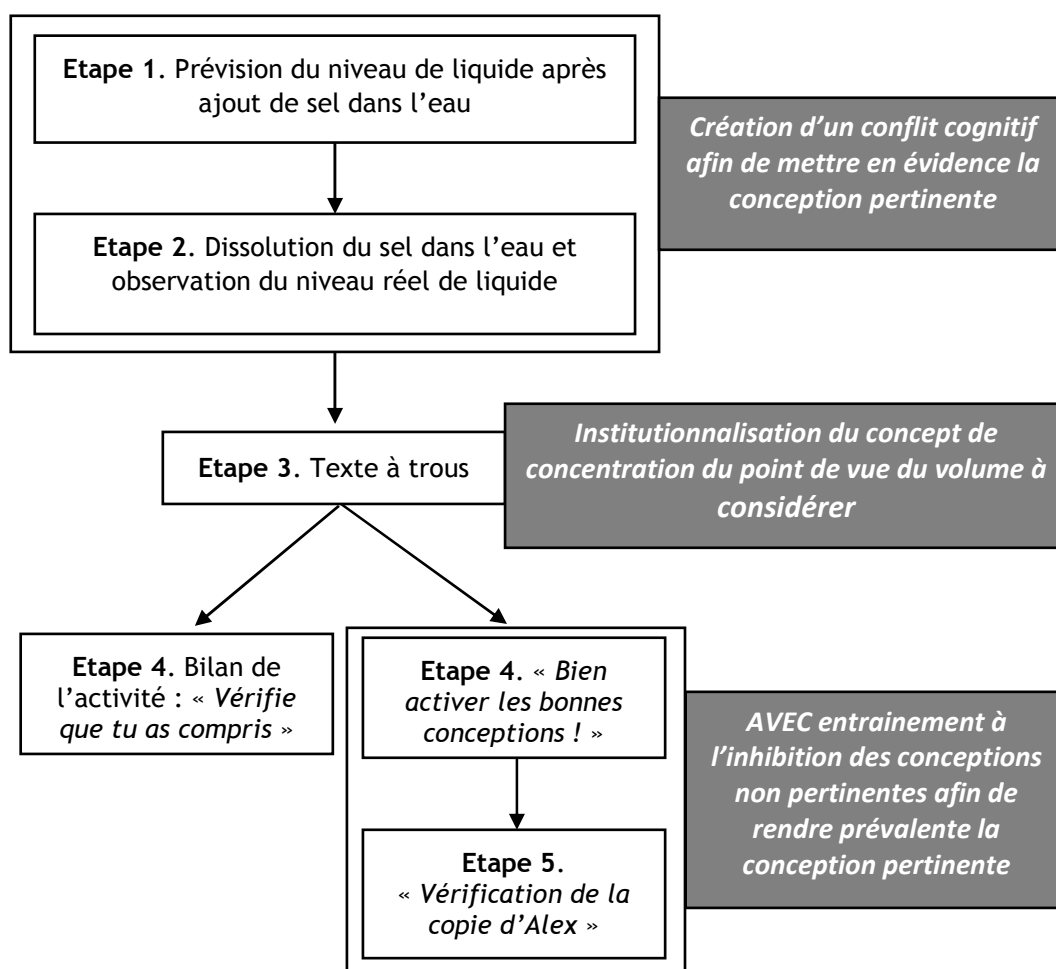 Etape 1. Prévision du niveau de liquide après
ajout de sel dans l’eau
Création d’un conflit cognitif
afin de mettre en évidence la
conception pertinente
Etape 2. Dissolution du sel dans l’eau et
observation du niveau réel de liquide
Institutionnalisation du concept de
concentration du point de vue du volume à
considérer
Etape 3. Texte à trous
Etape 4. Bilan de
l’activité : « Vérifie
que tu as compris »
Etape 4. « Bien
activer les bonnes
conceptions ! »
AVEC entrainement à
l’inhibition des conceptions
non pertinentes afin de
rendre prévalente la
conception pertinente
Etape 5.
« Vérification de la
copie d’Alex »